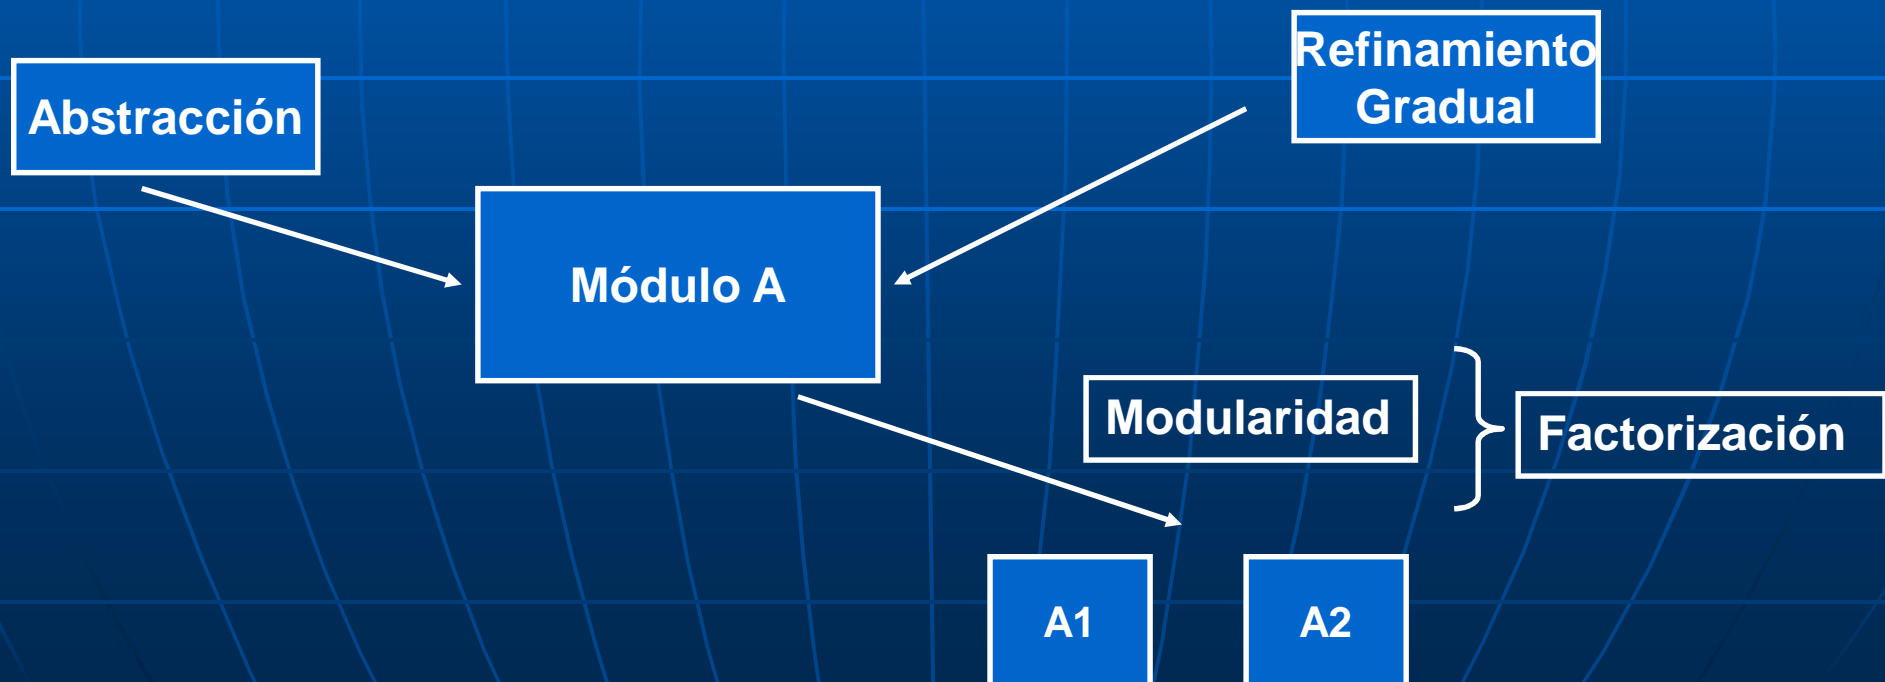 Abstracción
Refinamiento
Gradual
Módulo A
Modularidad
Factorización
A1
A2